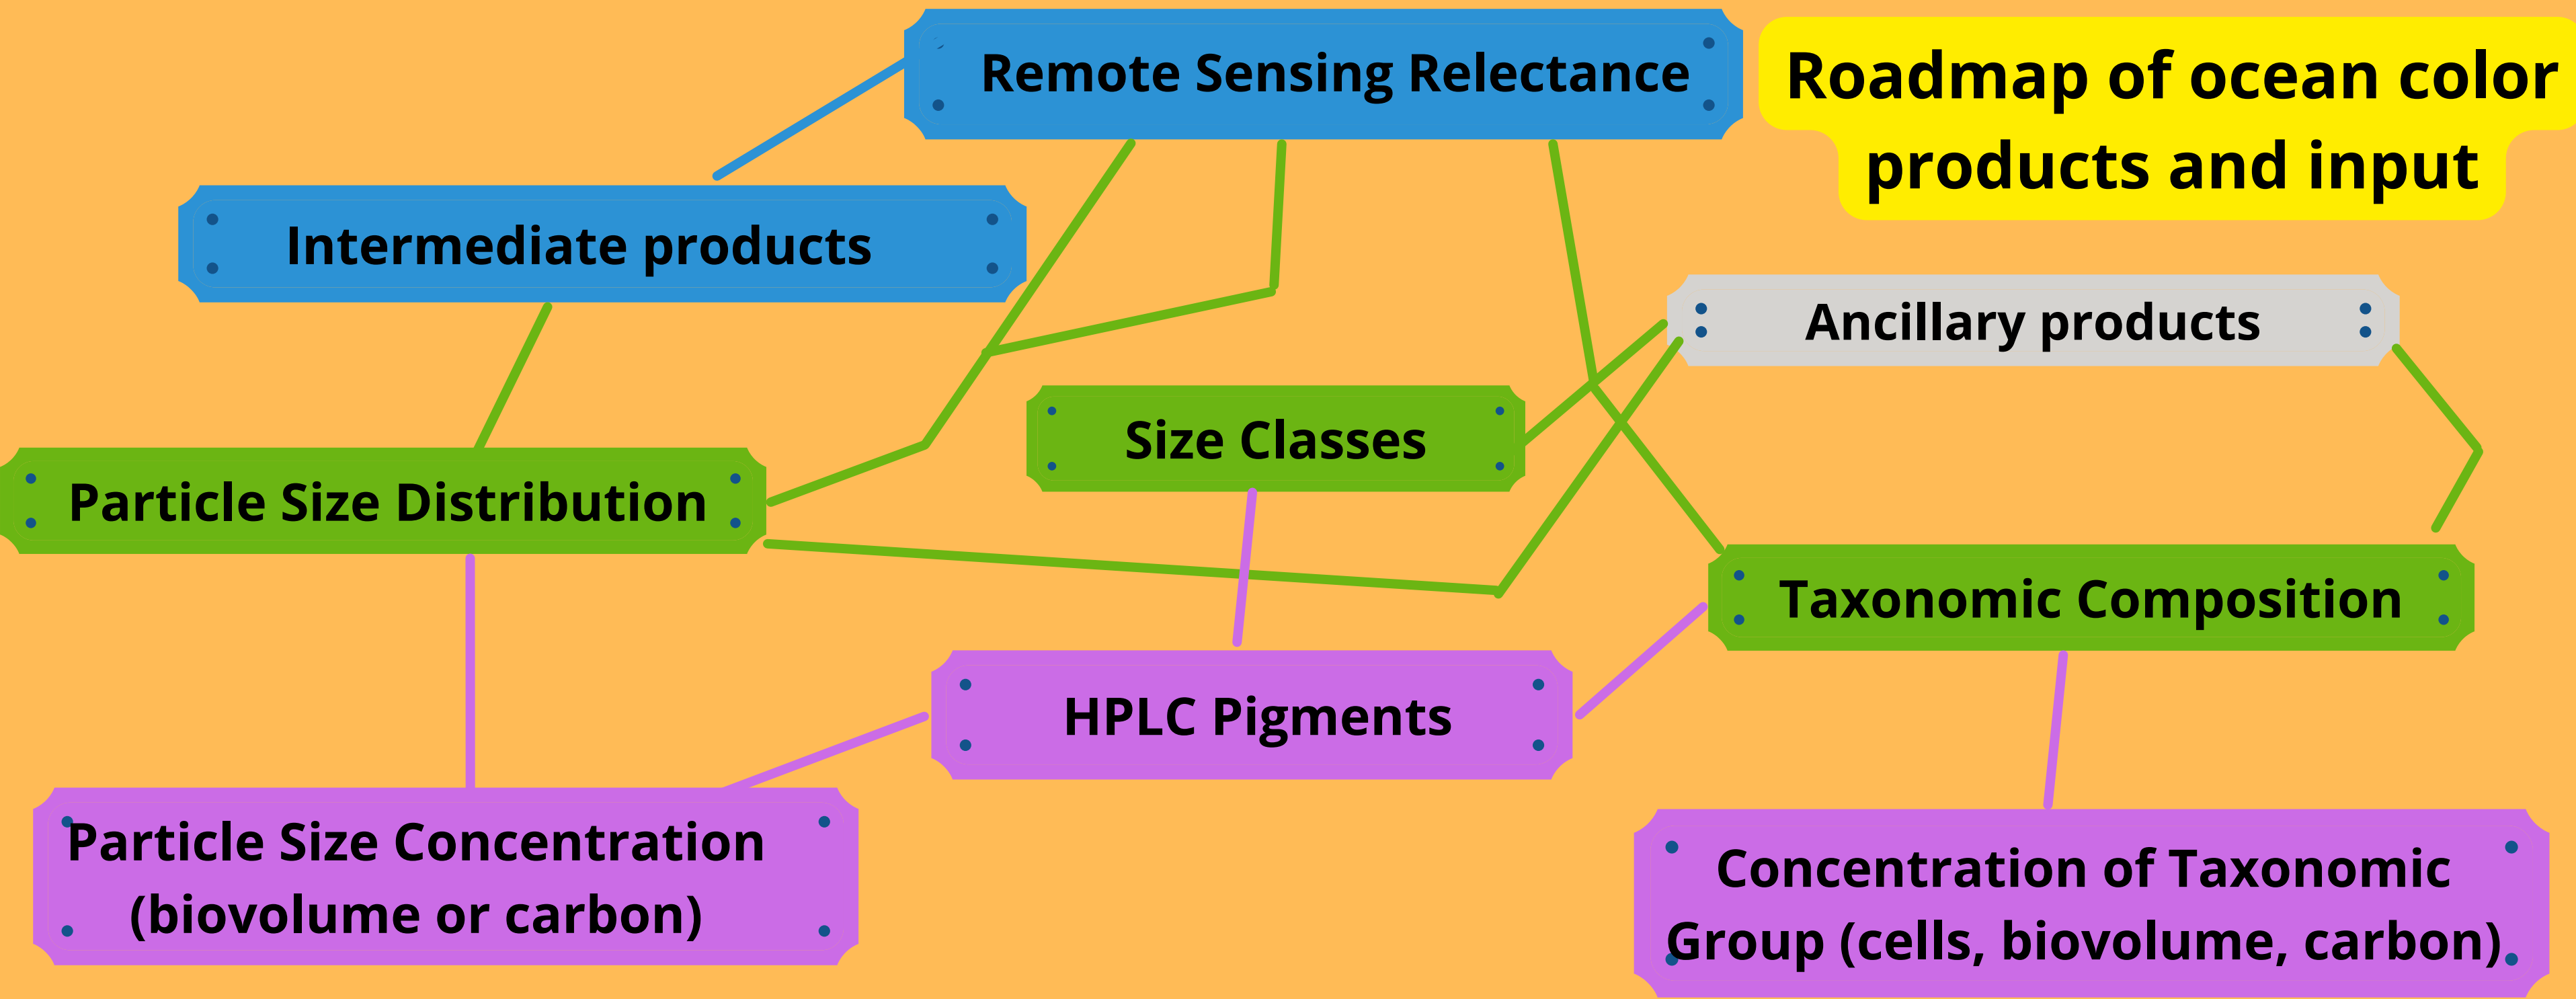 Remote Sensing Relectance
Roadmap of ocean color
products and input
Intermediate products
Ancillary products
Size Classes
Particle Size Distribution
Taxonomic Composition
HPLC Pigments
Particle Size Concentration
(biovolume or carbon)
Concentration of Taxonomic
Group (cells, biovolume, carbon)